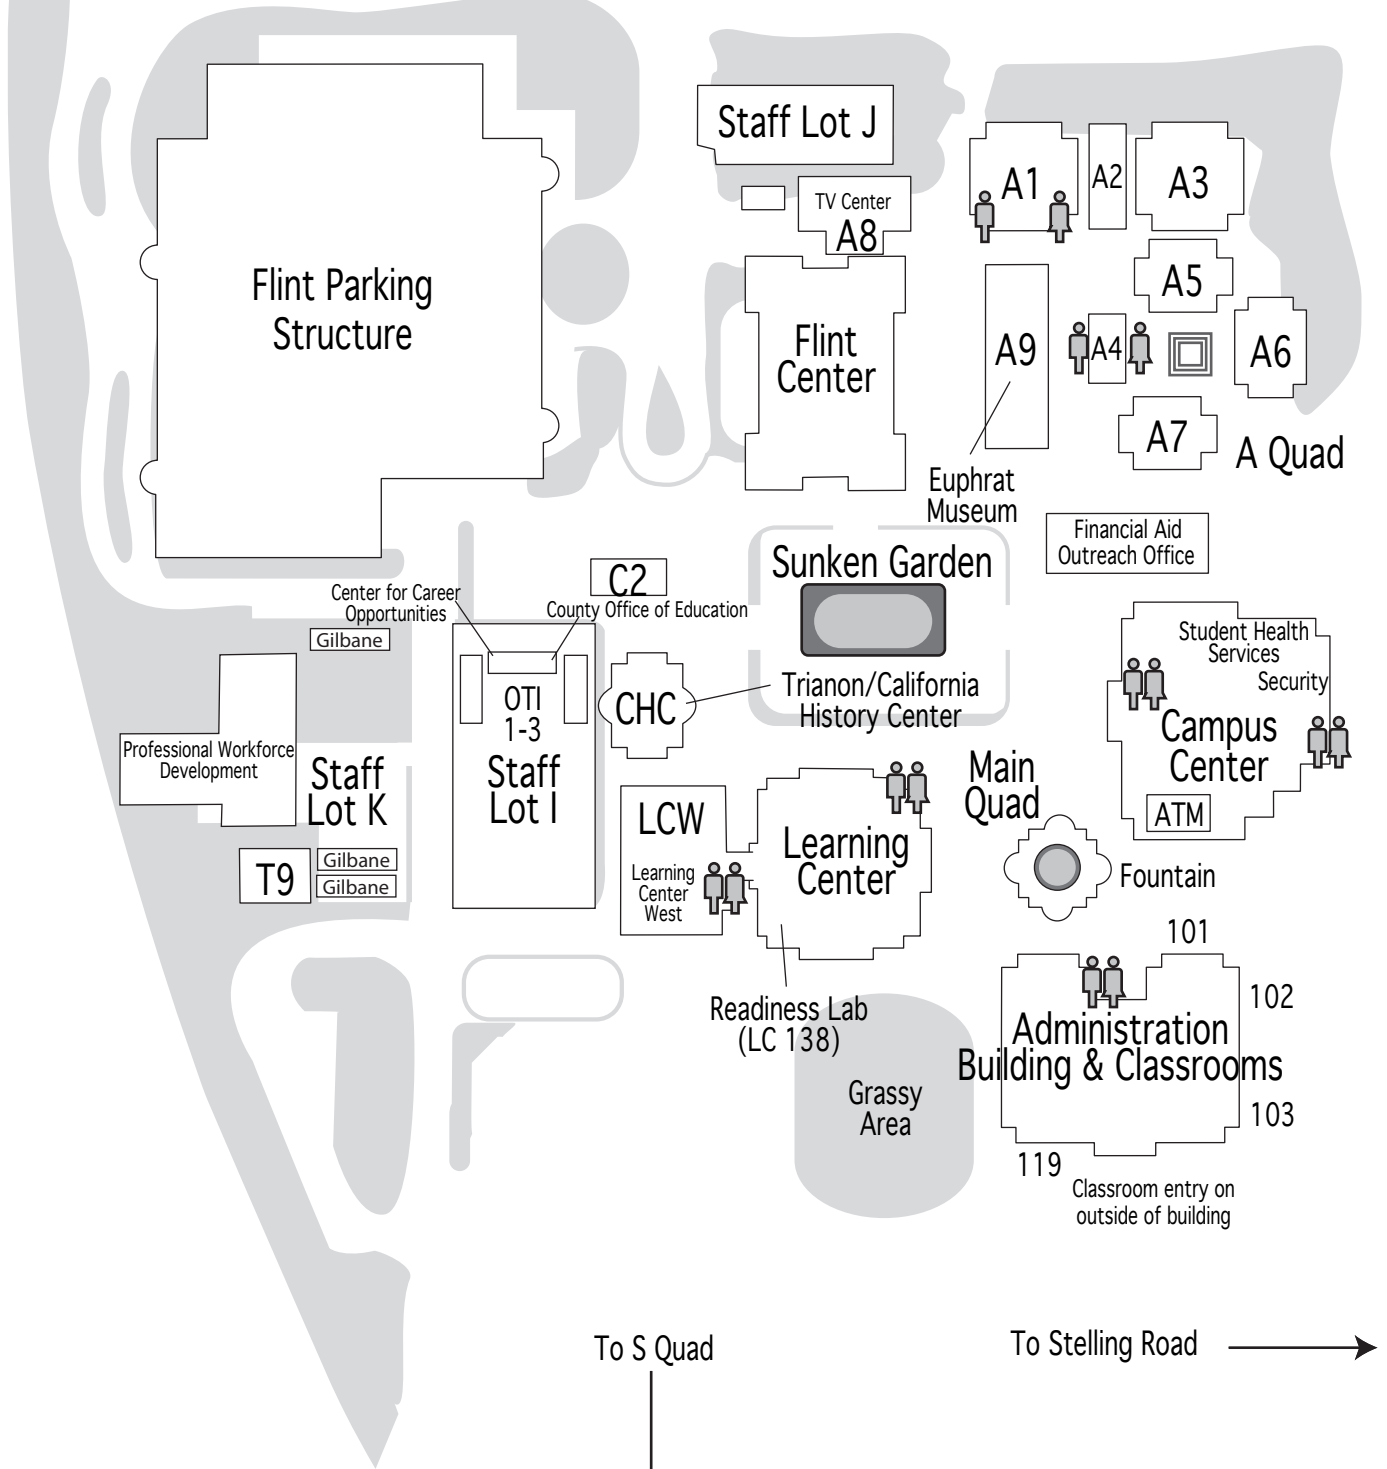 Staff Lot J
A1
A2
A3
TV Center
A8
A5
Flint Parking
Structure
Flint
Center
A9
A4
A6
A7
A Quad
Euphrat
Museum
Financial Aid
Outreach Office
Sunken Garden
C2
County Office of Education
Center for Career
Opportunities
Gilbane
Student Health
Services
Security
OTI
1-3
CHC
Trianon/California
History Center
Campus
Center
ATM
Professional Workforce
Development
Staff
Lot K
Staff
Lot I
Main
Quad
LCW
Learning
Center
West
Learning
Center
Gilbane
T9
Gilbane
Fountain
101
102
Readiness Lab
(LC 138)
Administration
Building & Classrooms
Grassy
Area
103
119
Classroom entry on
outside of building
To S Quad
To Stelling Road